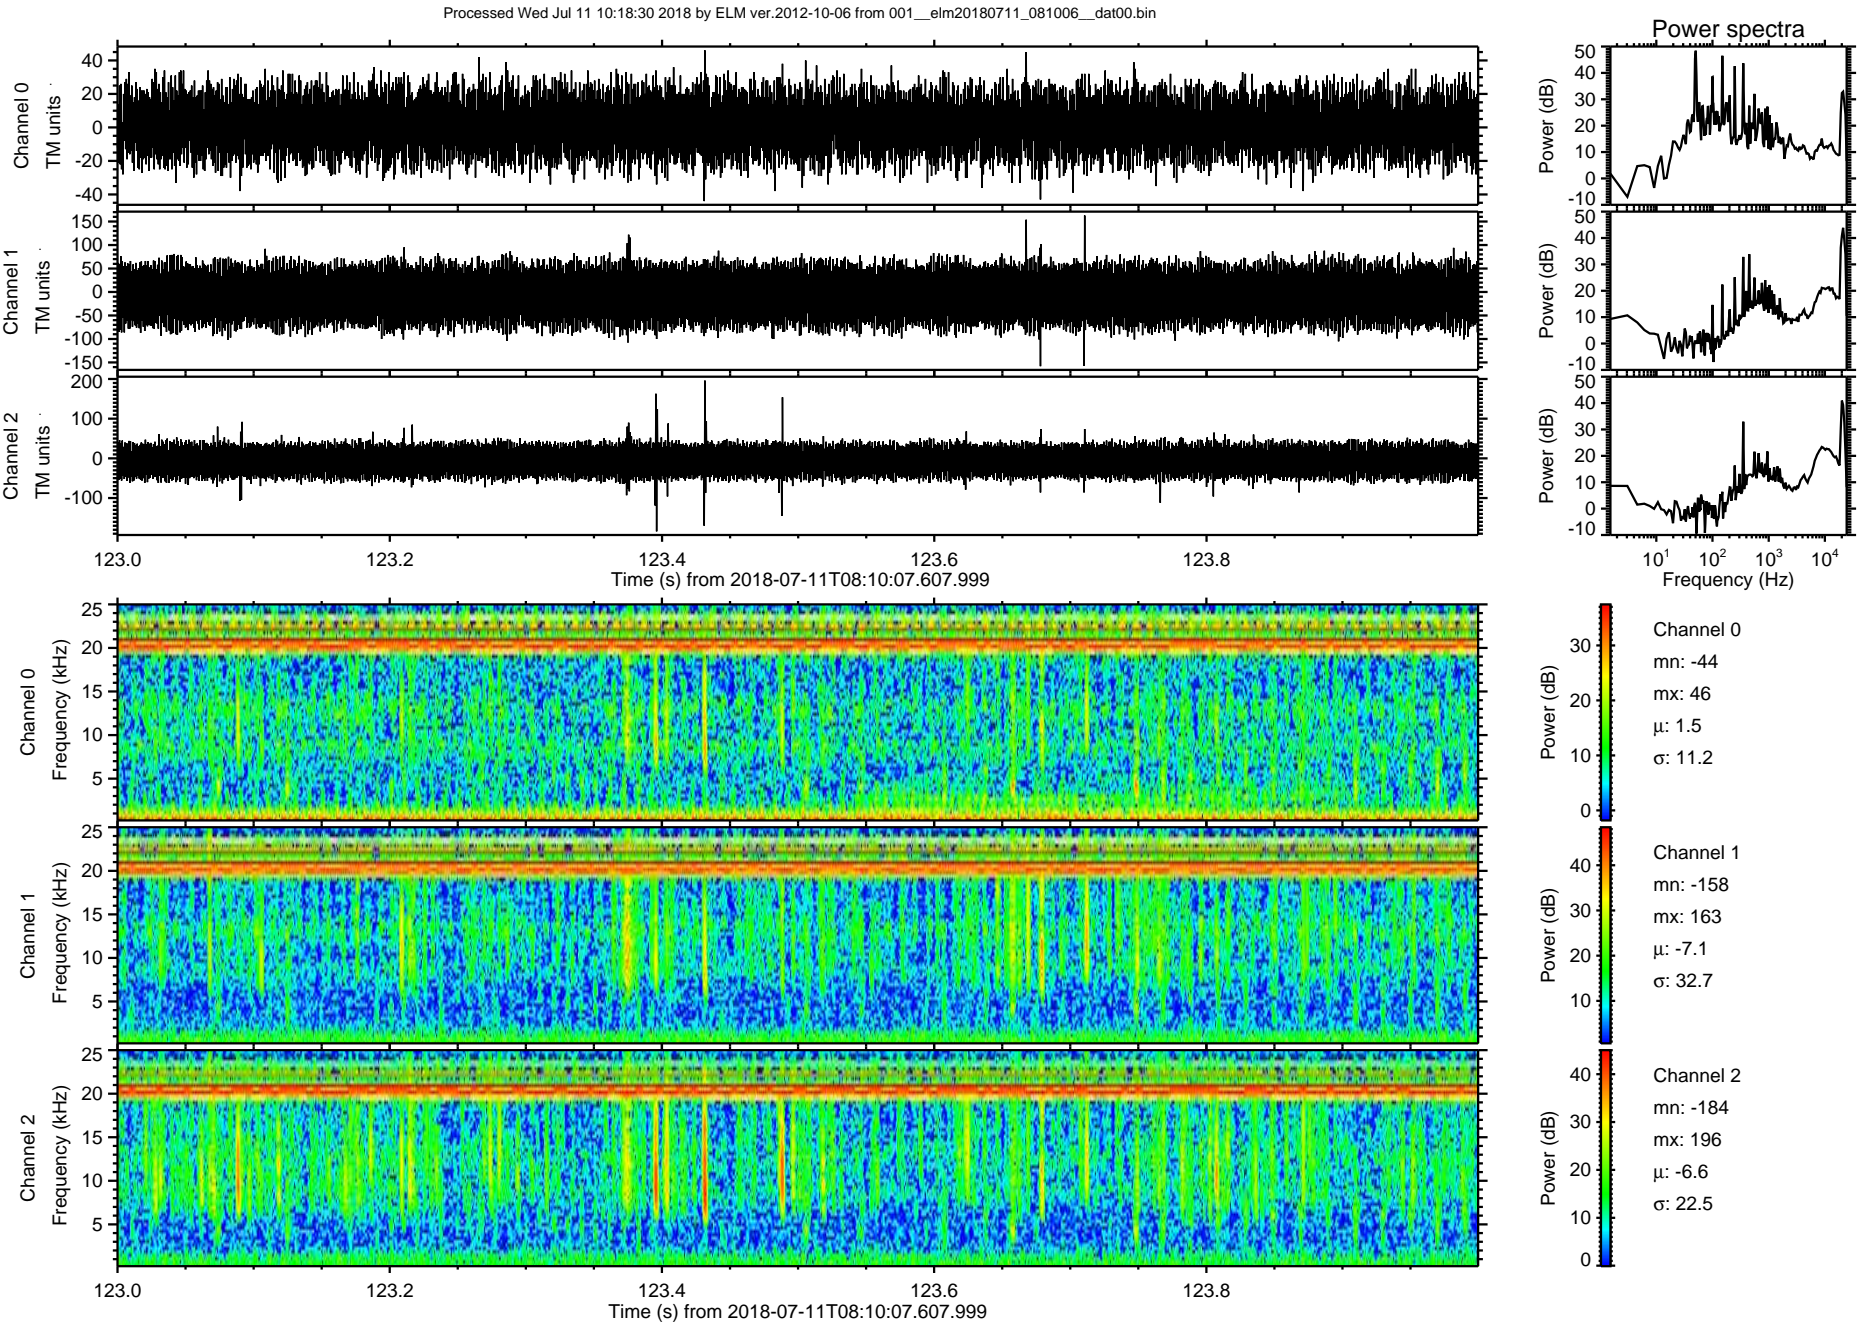 Processed Wed Jul 11 10:18:30 2018 by ELM ver.2012-10-06 from 001__elm20180711_081006__dat00.bin
Power spectra
Channel 0
TM units
40
20
0
-20
-40
Power (dB)
50
40
30
20
10
0
-10
Channel 1
TM units
150
100
50
0
-50
-100
-150
Power (dB)
50
40
30
20
10
0
-10
Channel 2
TM units
200
100
0
-100
Power (dB)
50
40
30
20
10
0
-10
123.0 123.2 123.4 123.6 123.8
Time (s) from 2018-07-11T08:10:07.607.999
10^1 10^2 10^3 10^4
Frequency (Hz)
Channel 0
Frequency (kHz)
25
20
15
10
5
Power (dB)
30
20
10
0
Channel 0
mn: -44
mx: 46
μ: 1.5
σ: 11.2
Channel 1
Frequency (kHz)
25
20
15
10
5
Power (dB)
40
30
20
10
Channel 1
mn: -158
mx: 163
μ: -7.1
σ: 32.7
Channel 2
Frequency (kHz)
25
20
15
10
5
Power (dB)
40
30
20
10
0
Channel 2
mn: -184
mx: 196
μ: -6.6
σ: 22.5
123.0 123.2 123.4 123.6 123.8
Time (s) from 2018-07-11T08:10:07.607.999